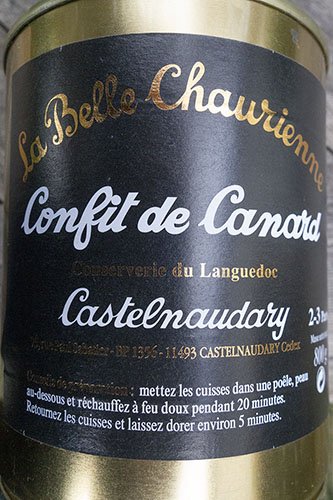 La Belle Chaurienne
Confit de Canard
Conserverie du Languedoc
Castelnaudary
2-3
BP 1356 - 11493 CASTELNAUDARY Cedex
800
mettez les cuisses dans une poêle, peau
au-dessous et réchauffez à feu doux pendant 20 minutes.
Retournez les cuisses et laissez dorer environ 5 minutes.